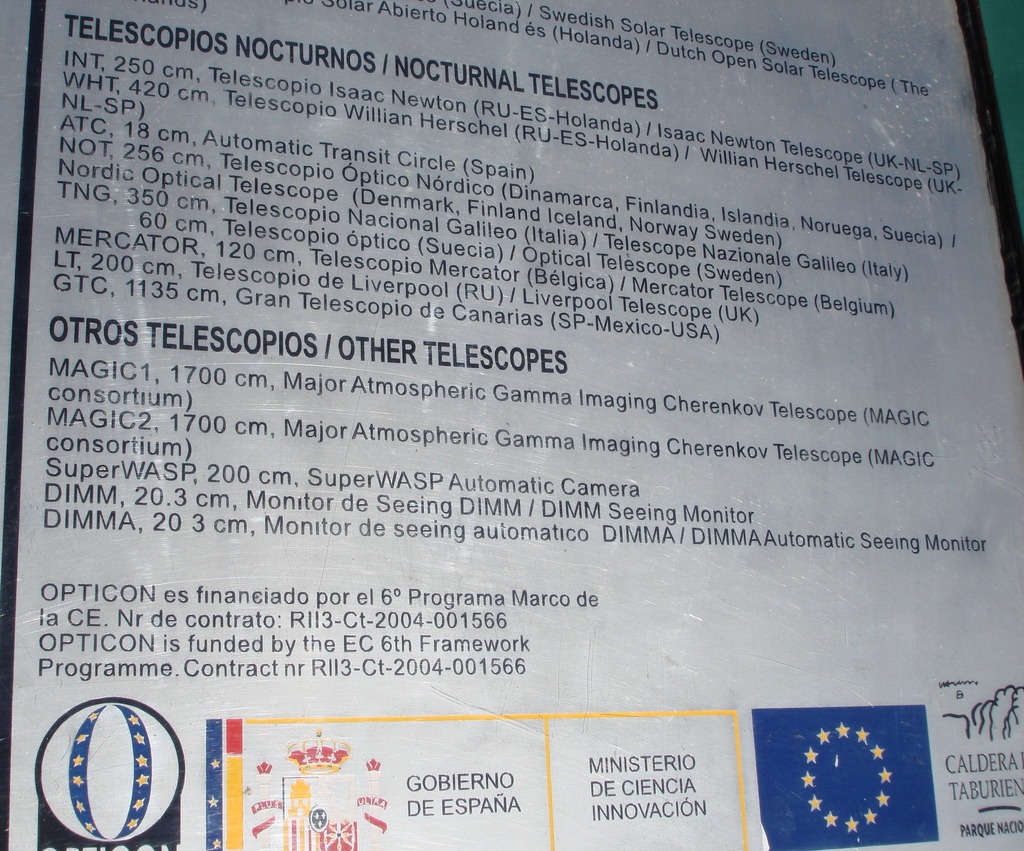 (Suecia) / Swedish Solar Telescope (Sweden)
Solar Abierto Holand és (Holanda) / Dutch Open Solar Telescope ( The
TELESCOPIOS NOCTURNOS / NOCTURNAL TELESCOPES
INT, 250 cm, Telescopio Isaac Newton (RU-ES-Holanda) / Isaac Newton Telescope (UK-NL-SP)
WHT, 420 cm, Telescopio Willian Herschel (RU-ES-Holanda) / Willian Herschel Telescope (UK-
NL-SP)
ATC, 18 cm, Automatic Transit Circle (Spain)
NOT, 256 cm, Telescopio Óptico Nórdico (Dinamarca, Finlandia, Islandia, Noruega, Suecia) /
Nordic Optical Telescope (Denmark, Finland Iceland, Norway Sweden)
TNG, 350 cm, Telescopio Nacional Galileo (Italia) / Telescope Nazionale Galileo (Italy)
60 cm, Telescopio óptico (Suecia) / Optical Telescope (Sweden)
MERCATOR, 120 cm, Telescopio Mercator (Bélgica) / Mercator Telescope (Belgium)
LT, 200 cm, Telescopio de Liverpool (RU) / Liverpool Telescope (UK)
GTC, 1135 cm, Gran Telescopio de Canarias (SP-Mexico-USA)
OTROS TELESCOPIOS / OTHER TELESCOPES
MAGIC1, 1700 cm, Major Atmospheric Gamma Imaging Cherenkov Telescope (MAGIC
consortium)
MAGIC2, 1700 cm, Major Atmospheric Gamma Imaging Cherenkov Telescope (MAGIC
consortium)
SuperWASP, 200 cm, SuperWASP Automatic Camera
DIMM, 20.3 cm, Monitor de Seeing DIMM / DIMM Seeing Monitor
DIMMA, 20 3 cm, Monitor de seeing automatico DIMMA / DIMMA Automatic Seeing Monitor
OPTICON es financiado por el 6º Programa Marco de
la CE. Nr de contrato: RII3-Ct-2004-001566
OPTICON is funded by the EC 6th Framework
Programme. Contract nr RII3-Ct-2004-001566
OPTICON
PLUS ULTRA
GOBIERNO
DE ESPAÑA
MINISTERIO
DE CIENCIA
INNOVACIÓN
CALDERA
TABURIEN
PARQUE NACIO